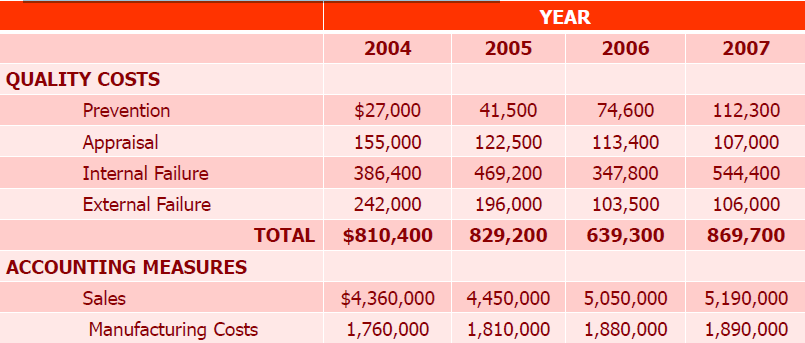 YEAR
2004 2005 2006 2007
QUALITY COSTS
Prevention $27,000 41,500 74,600 112,300
Appraisal 155,000 122,500 113,400 107,000
Internal Failure 386,400 469,200 347,800 544,400
External Failure 242,000 196,000 103,500 106,000
TOTAL $810,400 829,200 639,300 869,700
ACCOUNTING MEASURES
Sales $4,360,000 4,450,000 5,050,000 5,190,000
Manufacturing Costs 1,760,000 1,810,000 1,880,000 1,890,000